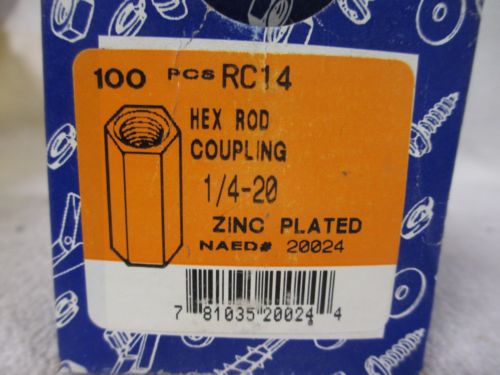 100 PCS RC14
HEX ROD
COUPLING
1/4-20
ZINC PLATED
NAED# 20024
7 81035 20024 4